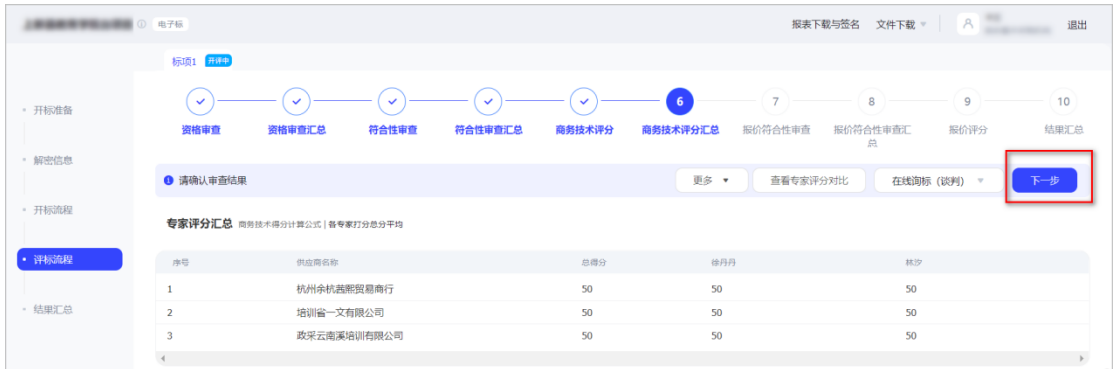 电子标 报表下载与签名 文件下载 退出
标项1 开评中
6 7 8 9 10
资格审查 资格审查汇总 符合性审查 符合性审查汇总 商务技术评分 商务技术评分汇总 报价符合性审查 报价符合性审查汇 报价评分 结果汇总
总
开标准备
解密信息
开标流程
评标流程
结果汇总
请确认审查结果 更多 查看专家评分对比 在线询标（谈判） 下一步
专家评分汇总 商务技术得分计算公式 | 各专家打分总分平均
序号 供应商名称 总得分 徐丹丹 林汐
1 杭州余杭茜熙贸易商行 50 50 50
2 培训省一文有限公司 50 50 50
3 政采云南溪培训有限公司 50 50 50